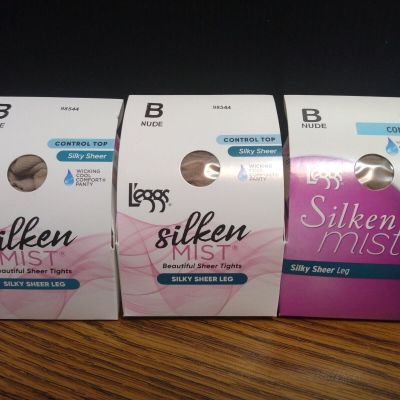 B
NUDE
98544
CONTROL TOP
Silky Sheer
WICKING
COOL
COMFORT®
PANTY
ilken
MIST®
Beautiful Sheer Tights
SILKY SHEER LEG
B
NUDE
98544
CONTROL TOP
Silky Sheer
WICKING
COMFORT®
PANTY
L'eggs
silken
MIST®
Beautiful Sheer Tights
SILKY SHEER LEG
B
NUDE
CON
L'eggs
Silken
mist
Silky Sheer Leg